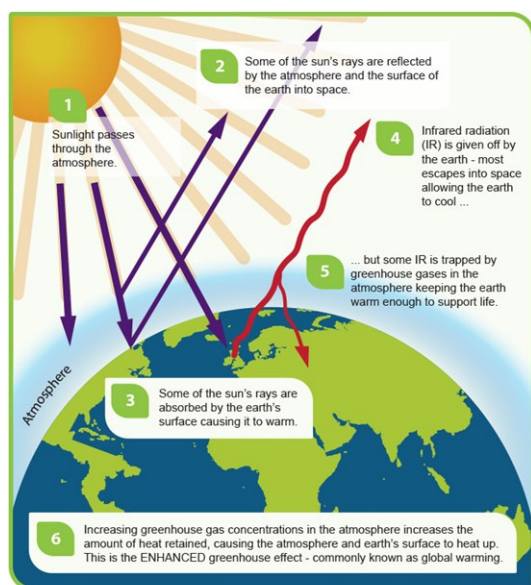 1
Sunlight passes
through the
atmosphere.
2
Some of the sun's rays are reflected
by the atmosphere and the surface of
the earth into space.
4
Infrared radiation
(IR) is given off by
the earth - most
escapes into space
allowing the earth
to cool ...
5
... but some IR is trapped by
greenhouse gases in the
atmosphere keeping the earth
warm enough to support life.
Atmosphere
3
Some of the sun's rays are
absorbed by the earth's
surface causing it to warm.
6
Increasing greenhouse gas concentrations in the atmosphere increases the
amount of heat retained, causing the atmosphere and earth's surface to heat up.
This is the ENHANCED greenhouse effect - commonly known as global warming.